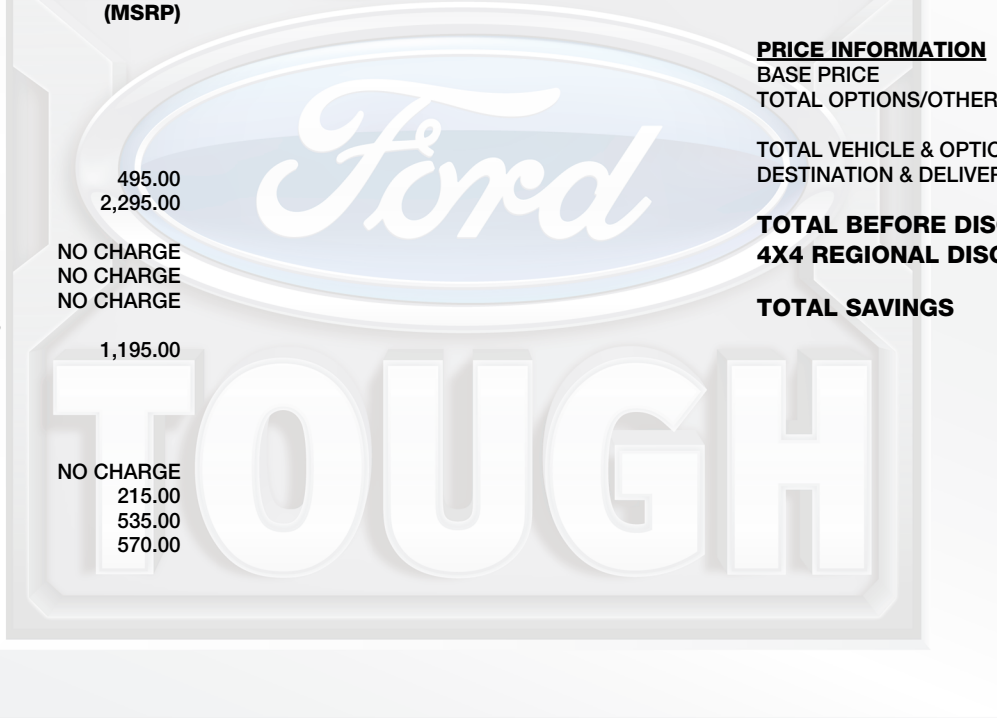 (MSRP)
495.00
2,295.00
NO CHARGE
NO CHARGE
NO CHARGE
1,195.00
NO CHARGE
215.00
535.00
570.00
PRICE INFORMATION
BASE PRICE
TOTAL OPTIONS/OTHER
TOTAL VEHICLE & OPTIO
DESTINATION & DELIVER
TOTAL BEFORE DIS
4X4 REGIONAL DISC
TOTAL SAVINGS
Ford
TOUGH